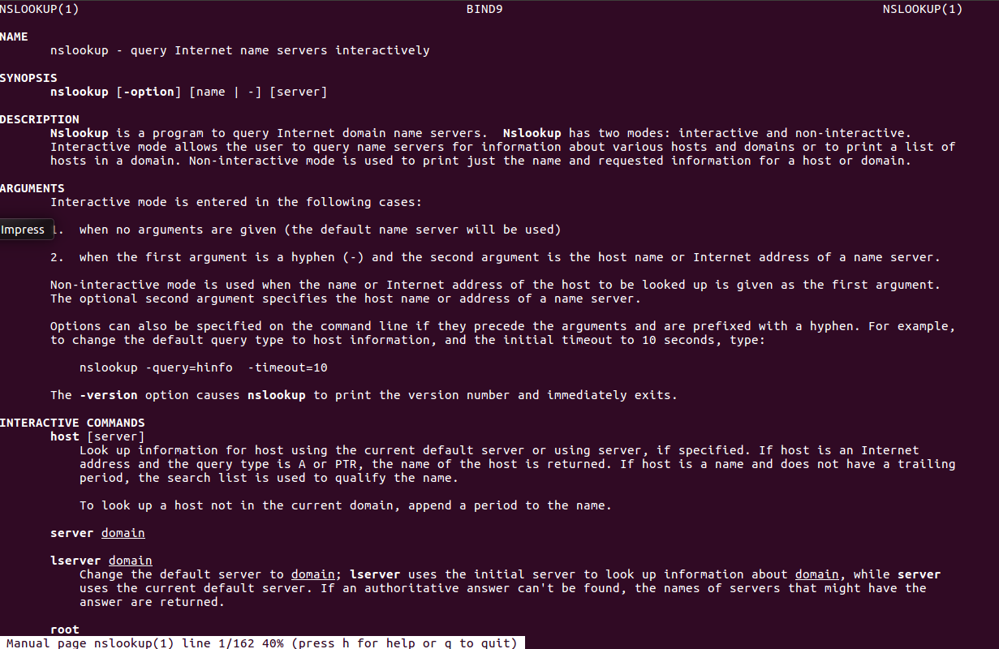 NSLOOKUP(1) BIND9 NSLOOKUP(1)
NAME
nslookup - query Internet name servers interactively
SYNOPSIS
nslookup [-option] [name | -] [server]
DESCRIPTION
Nslookup is a program to query Internet domain name servers.  Nslookup has two modes: interactive and non-interactive.
Interactive mode allows the user to query name servers for information about various hosts and domains or to print a list of
hosts in a domain. Non-interactive mode is used to print just the name and requested information for a host or domain.
ARGUMENTS
Interactive mode is entered in the following cases:
Impress
1.  when no arguments are given (the default name server will be used)
2.  when the first argument is a hyphen (-) and the second argument is the host name or Internet address of a name server.
Non-interactive mode is used when the name or Internet address of the host to be looked up is given as the first argument.
The optional second argument specifies the host name or address of a name server.
Options can also be specified on the command line if they precede the arguments and are prefixed with a hyphen. For example,
to change the default query type to host information, and the initial timeout to 10 seconds, type:
nslookup -query=hinfo  -timeout=10
The -version option causes nslookup to print the version number and immediately exits.
INTERACTIVE COMMANDS
host [server]
Look up information for host using the current default server or using server, if specified. If host is an Internet
address and the query type is A or PTR, the name of the host is returned. If host is a name and does not have a trailing
period, the search list is used to qualify the name.
To look up a host not in the current domain, append a period to the name.
server domain
lserver domain
Change the default server to domain; lserver uses the initial server to look up information about domain, while server
uses the current default server. If an authoritative answer can't be found, the names of servers that might have the
answer are returned.
root
Manual page nslookup(1) line 1/162 40% (press h for help or q to quit)